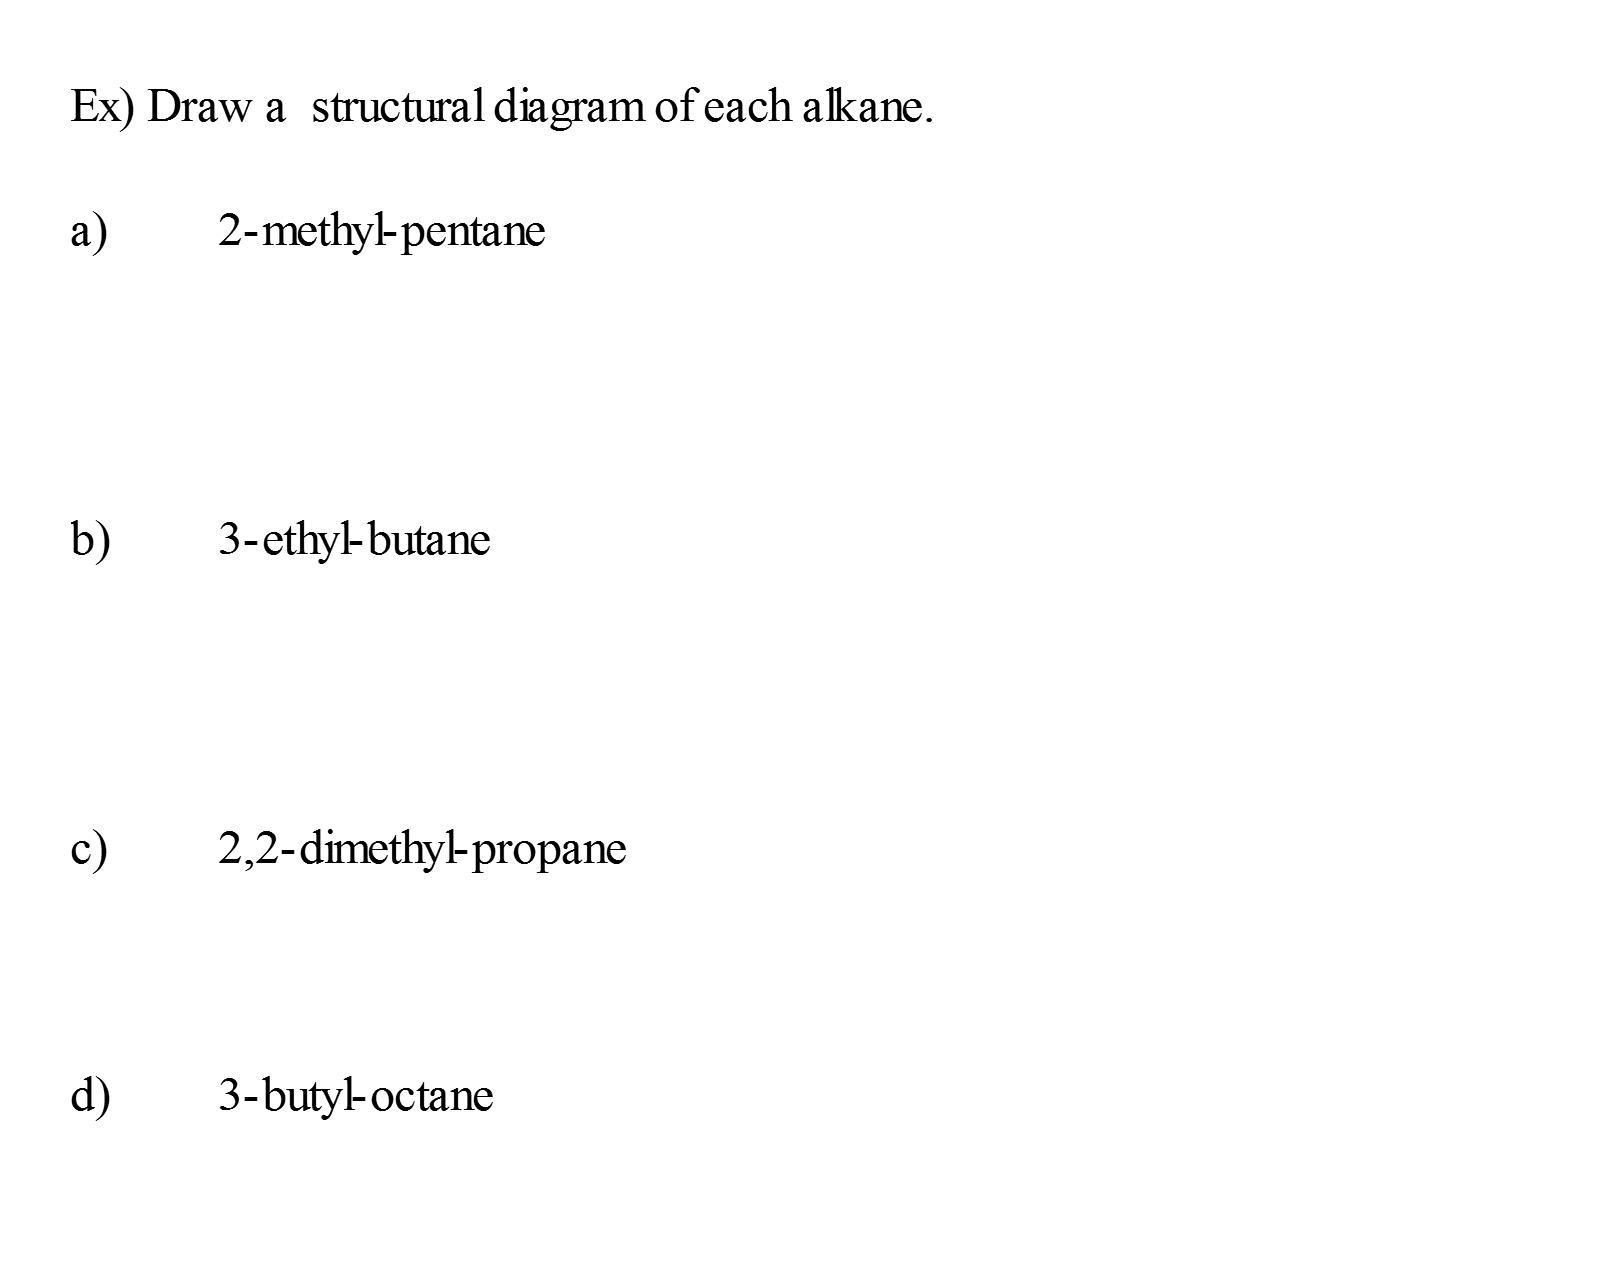 Ex) Draw a structural diagram of each alkane.
a) 2-methyl-pentane
b) 3-ethyl-butane
c) 2,2-dimethyl-propane
d) 3-butyl-octane